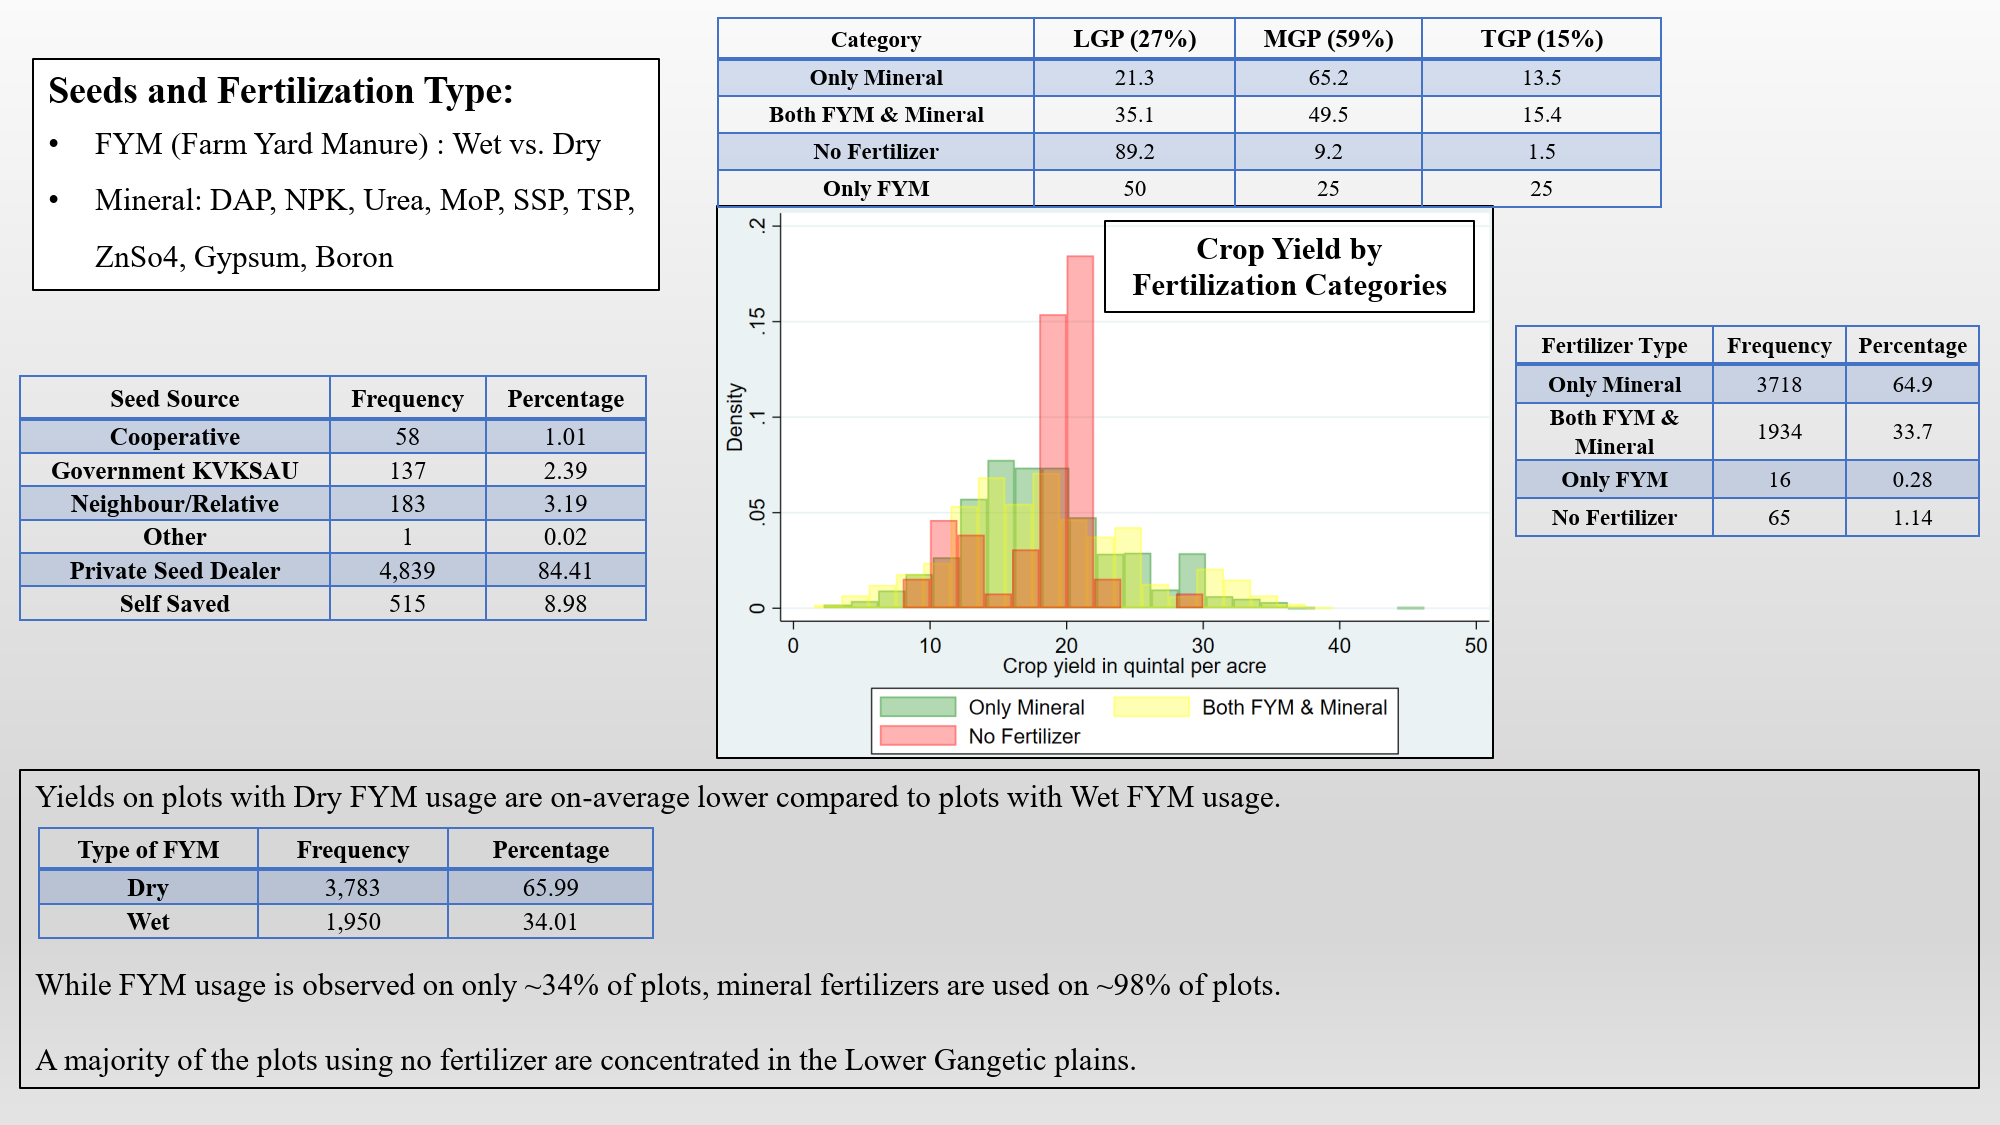 Seeds and Fertilization Type:
• FYM (Farm Yard Manure) : Wet vs. Dry
• Mineral: DAP, NPK, Urea, MoP, SSP, TSP,
ZnSo4, Gypsum, Boron
Category LGP (27%) MGP (59%) TGP (15%)
Only Mineral 21.3 65.2 13.5
Both FYM & Mineral 35.1 49.5 15.4
No Fertilizer 89.2 9.2 1.5
Only FYM 50 25 25
Seed Source Frequency Percentage
Cooperative 58 1.01
Government KVKSAU 137 2.39
Neighbour/Relative 183 3.19
Other 1 0.02
Private Seed Dealer 4,839 84.41
Self Saved 515 8.98
Crop Yield by
Fertilization Categories
Density
.2
.15
.1
.05
0
0 10 20 30 40 50
Crop yield in quintal per acre
Only Mineral Both FYM & Mineral
No Fertilizer
Fertilizer Type Frequency Percentage
Only Mineral 3718 64.9
Both FYM &
Mineral 1934 33.7
Only FYM 16 0.28
No Fertilizer 65 1.14
Yields on plots with Dry FYM usage are on-average lower compared to plots with Wet FYM usage.
Type of FYM Frequency Percentage
Dry 3,783 65.99
Wet 1,950 34.01
While FYM usage is observed on only ~34% of plots, mineral fertilizers are used on ~98% of plots.
A majority of the plots using no fertilizer are concentrated in the Lower Gangetic plains.